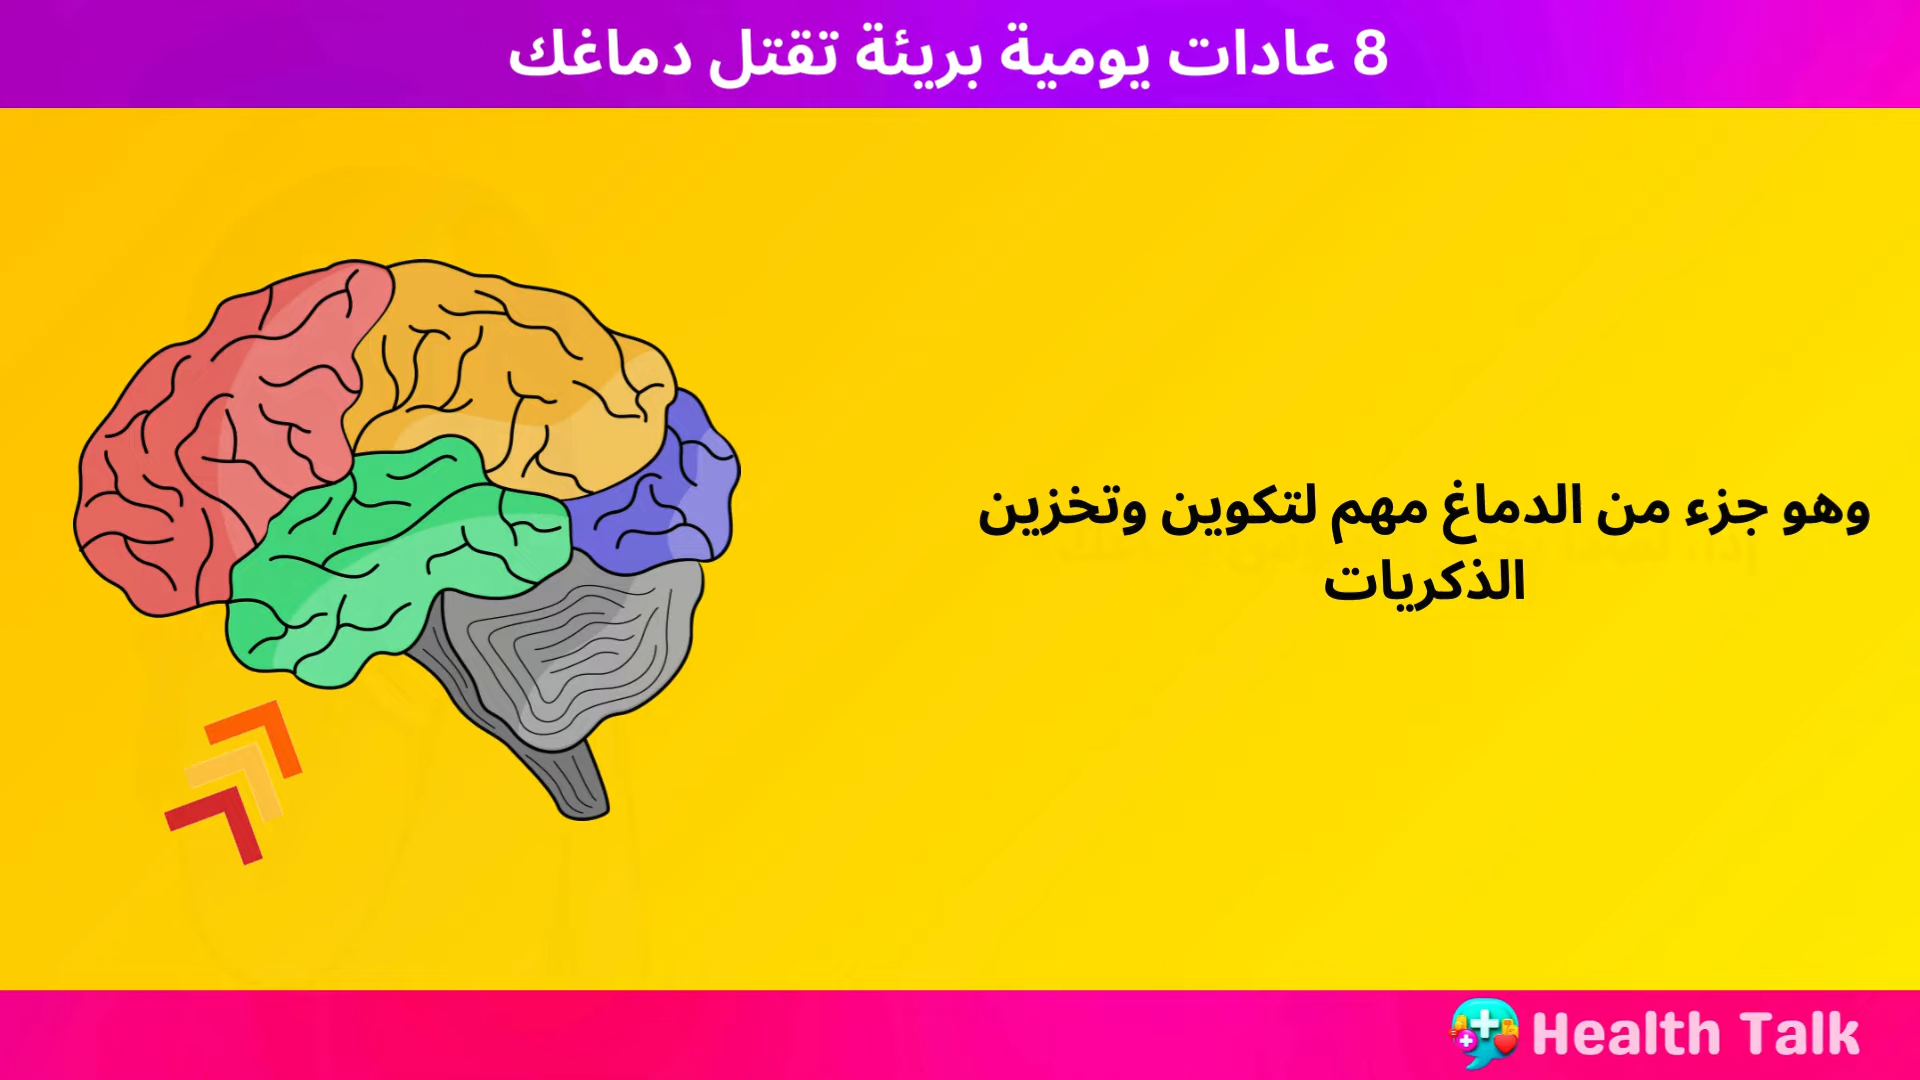 8 عادات يومية بريئة تقتل دماغك
وهو جزء من الدماغ مهم لتكوين وتخزين
الذكريات
Health Talk